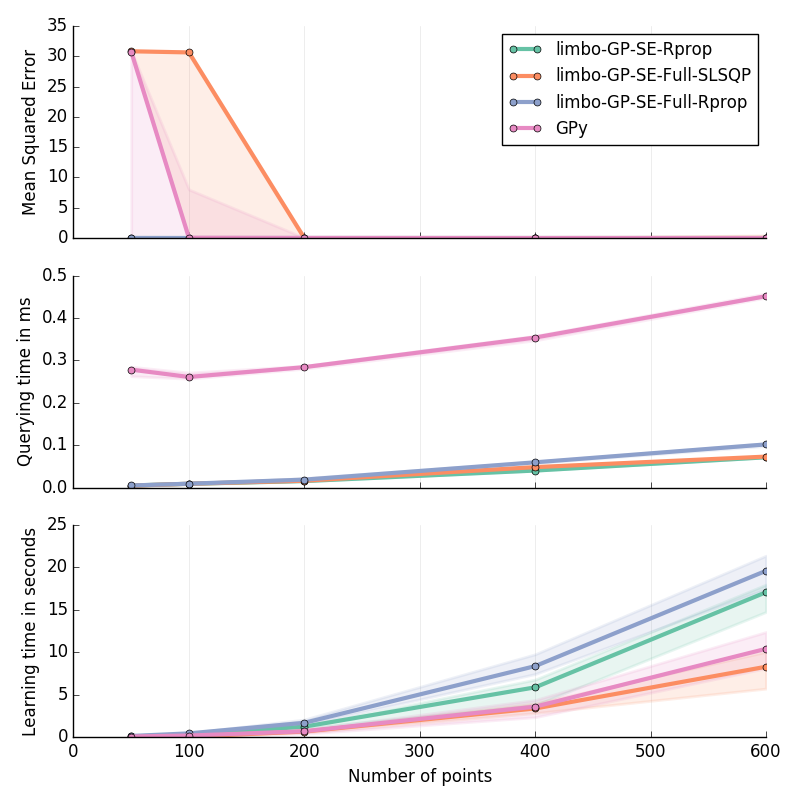 Mean Squared Error
35
30
25
20
15
10
5
0
limbo-GP-SE-Rprop
limbo-GP-SE-Full-SLSQP
limbo-GP-SE-Full-Rprop
GPy
Querying time in ms
0.5
0.4
0.3
0.2
0.1
0.0
Learning time in seconds
25
20
15
10
5
0
0 100 200 300 400 500 600
Number of points